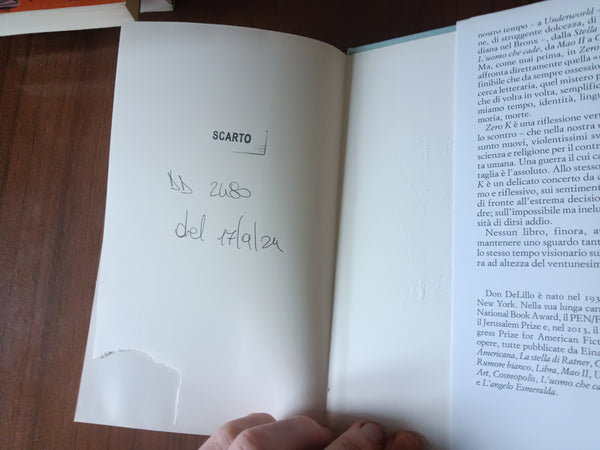 SCARTO
DD 2480
del 17/9/24
nostro tempo – a Underworld –
ne, di struggente dolcezza, di
diana nel Bronx –, dalla Stella
L'uomo che cade, da Mao II a
Ma, come mai prima, in Zero
affronta direttamente quella
finibile che da sempre ossessio
cerca letteraria, quel mistero
che di volta in volta, semplific
miamo tempo, identità, lingu
moria, morte.
Zero K è una riflessione vert
lo scontro – che nella nostra
sunto nuovi, violentissimi
scienza e religione per il contr
mato. Una guerra il cui
taglia è l'assoluto. Allo stesso
K è un delicato concerto da
mo e riflessivo, sui sentiment
di fronte all'estrema decisio
dre; sull'impossibile ma inelu
sità di dirsi addio.
Nessun libro, finora,
mantenere uno sguardo tant
lo stesso tempo visionario su
ra ad altezza del ventunesim
Don DeLillo è nato nel 193
New York. Nella sua lunga carr
National Book Award, il PEN/F
il Jerusalem Prize e, nel 2013, il
gress Prize for American Fict
opere, tutte pubblicate da Eina
Americana, La stella di Ratner,
Rumore bianco, Libra, Mao II, U
Art, Cosmopolis, L'uomo che ca
e L'angelo Esmeralda.